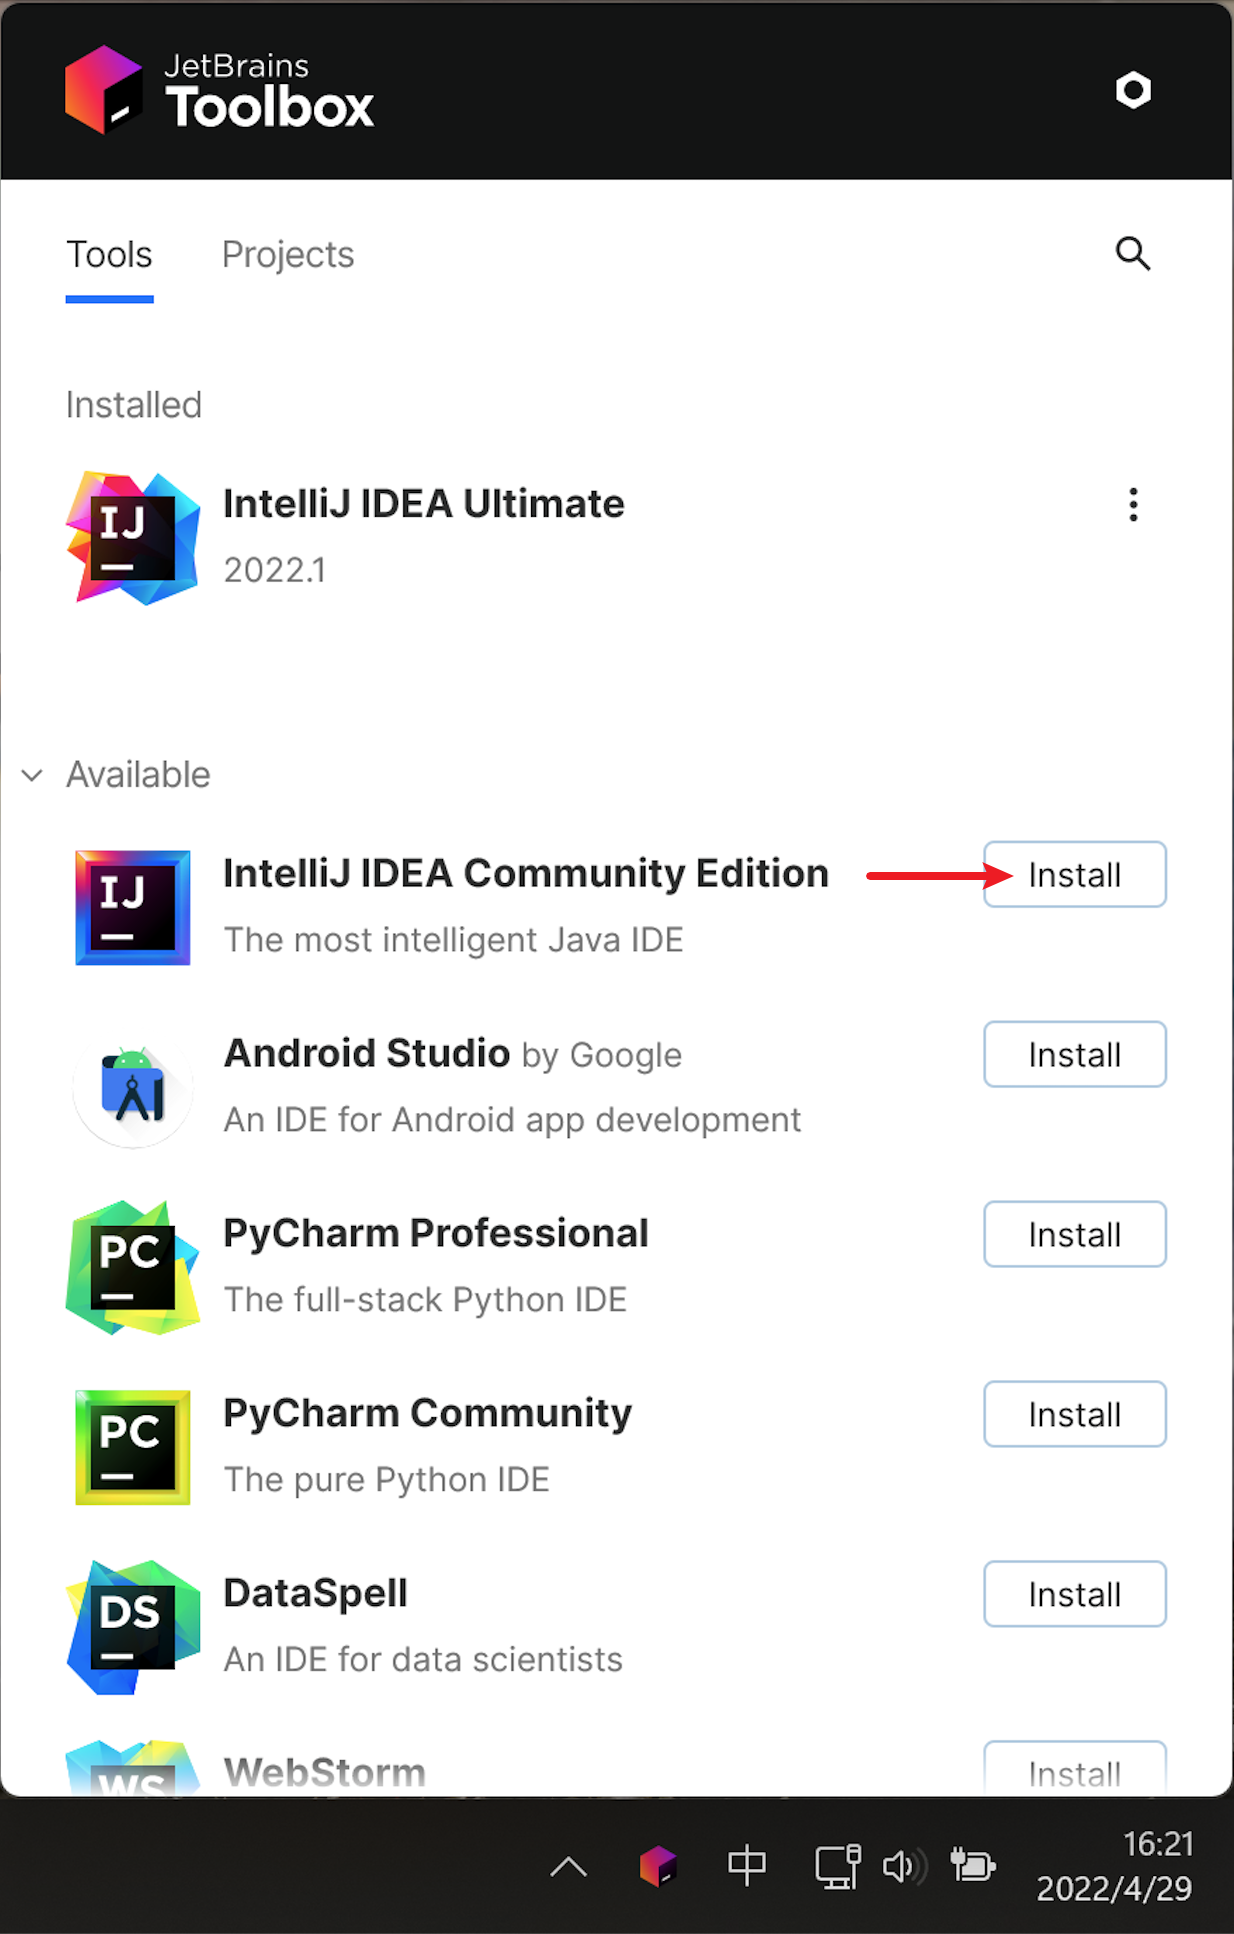 JetBrains
Toolbox
Tools Projects
Installed
IJ
IntelliJ IDEA Ultimate
2022.1
Available
IJ
IntelliJ IDEA Community Edition Install
The most intelligent Java IDE
Android Studio by Google Install
An IDE for Android app development
PC
PyCharm Professional Install
The full-stack Python IDE
PC
PyCharm Community Install
The pure Python IDE
DS
DataSpell Install
An IDE for data scientists
WS
WebStorm Install
中
16:21
2022/4/29